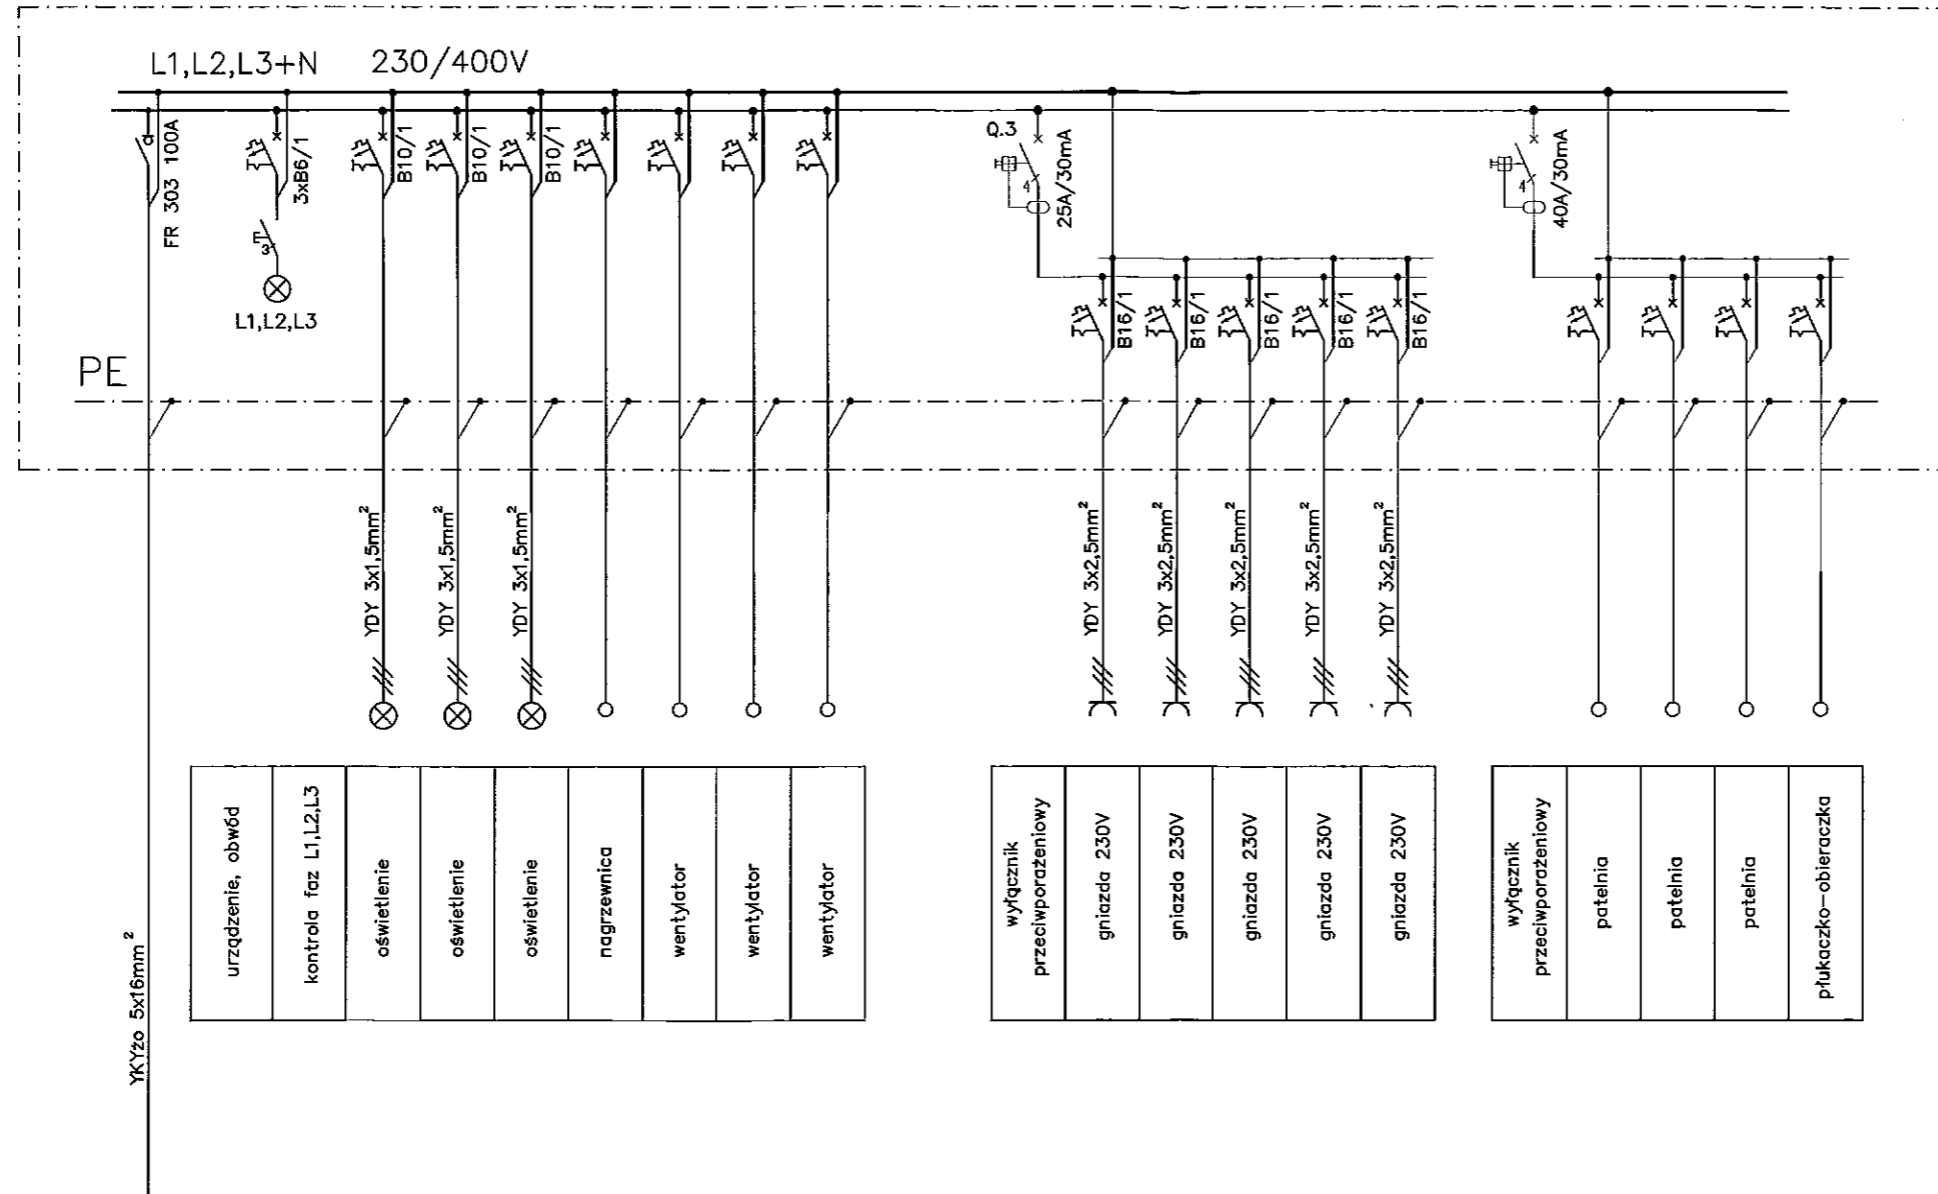 L1,L2,L3+N 230/400V
FR 303 100A
3xB6/1
B10/1
B10/1
B10/1
Q.3
4
25A/30mA
4
40A/30mA
3
L1,L2,L3
B16/1
B16/1
B16/1
B16/1
B16/1
PE
YDY 3x1,5mm²
YDY 3x1,5mm²
YDY 3x1,5mm²
YDY 3x2,5mm²
YDY 3x2,5mm²
YDY 3x2,5mm²
YDY 3x2,5mm²
YDY 3x2,5mm²
YKYżo 5x16mm²
urządzenie, obwód
kontrola faz L1,L2,L3
oświetlenie
oświetlenie
oświetlenie
nagrzewnica
wentylator
wentylator
wentylator
wyłącznik
przeciwporażeniowy
gniazda 230V
gniazda 230V
gniazda 230V
gniazda 230V
gniazda 230V
wyłącznik
przeciwporażeniowy
patelnia
patelnia
patelnia
płukaczko-obieraczka